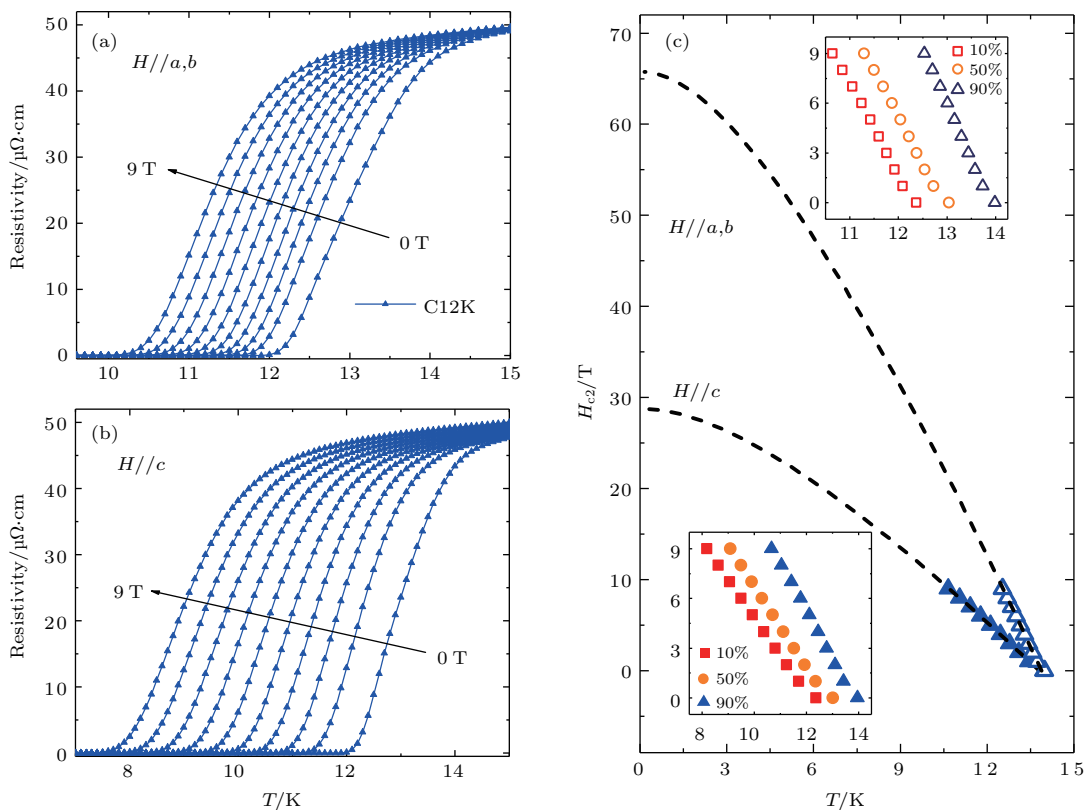 (a)
H//a,b
9 T
0 T
C12K
50
40
30
20
10
0
Resistivity/μΩ·cm
10 11 12 13 14 15
(b)
H//c
9 T
0 T
50
40
30
20
10
0
Resistivity/μΩ·cm
8 10 12 14
T/K
(c)
H//a,b
H//c
70
60
50
40
30
20
10
0
Hc2/T
0 3 6 9 12 15
T/K
10%
50%
90%
9
6
3
0
11 12 13 14
10%
50%
90%
9
6
3
0
8 10 12 14